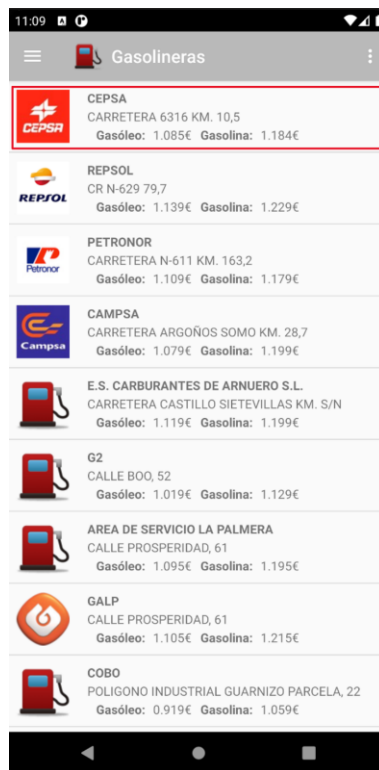 11:09
Gasolineras
CEPSA
CEPSA
CARRETERA 6316 KM. 10,5
Gasóleo: 1.085€ Gasolina: 1.184€
REPSOL
REPSOL
CR N-629 79,7
Gasóleo: 1.139€ Gasolina: 1.229€
Petronor
PETRONOR
CARRETERA N-611 KM. 163,2
Gasóleo: 1.109€ Gasolina: 1.179€
Campsa
CAMPSA
CARRETERA ARGOÑOS SOMO KM. 28,7
Gasóleo: 1.079€ Gasolina: 1.199€
E.S. CARBURANTES DE ARNUERO S.L.
CARRETERA CASTILLO SIETEVILLAS KM. S/N
Gasóleo: 1.119€ Gasolina: 1.199€
G2
CALLE BOO, 52
Gasóleo: 1.019€ Gasolina: 1.129€
AREA DE SERVICIO LA PALMERA
CALLE PROSPERIDAD, 61
Gasóleo: 1.095€ Gasolina: 1.195€
GALP
CALLE PROSPERIDAD, 61
Gasóleo: 1.105€ Gasolina: 1.215€
COBO
POLIGONO INDUSTRIAL GUARNIZO PARCELA, 22
Gasóleo: 0.919€ Gasolina: 1.059€